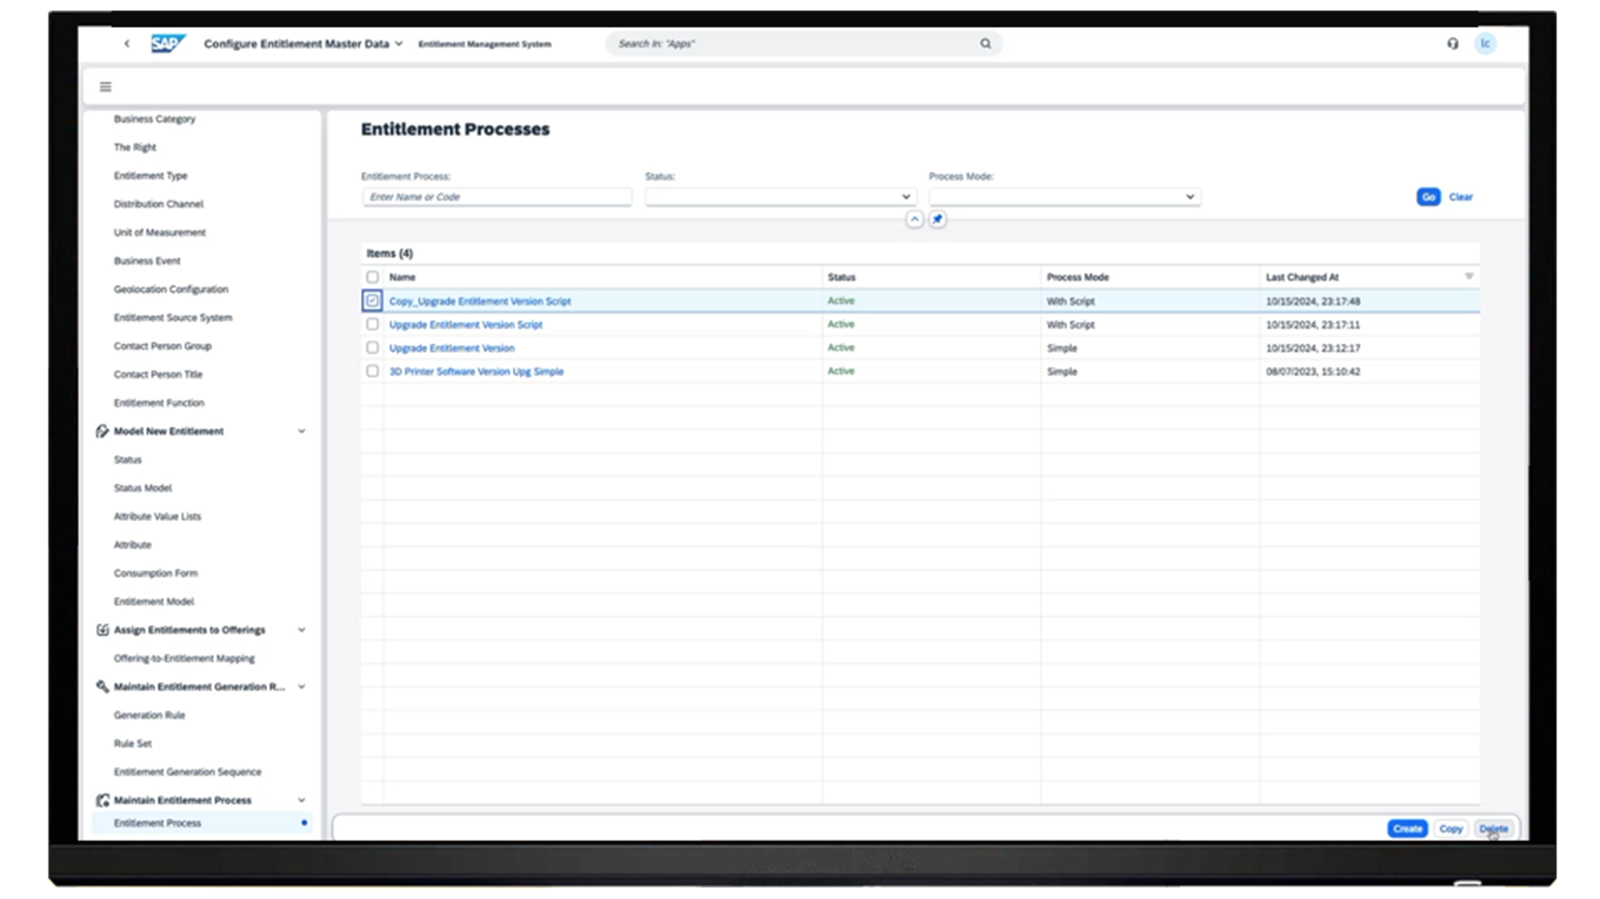 SAP
Configure Entitlement Master Data
Entitlement Management System
Search In: "Apps"
lc
Business Category
The Right
Entitlement Type
Distribution Channel
Unit of Measurement
Business Event
Geolocation Configuration
Entitlement Source System
Contact Person Group
Contact Person Title
Entitlement Function
Model New Entitlement
Status
Status Model
Attribute Value Lists
Attribute
Consumption Form
Entitlement Model
Assign Entitlements to Offerings
Offering-to-Entitlement Mapping
Maintain Entitlement Generation R...
Generation Rule
Rule Set
Entitlement Generation Sequence
Maintain Entitlement Process
Entitlement Process
Entitlement Processes
Entitlement Process: Status: Process Mode:
Enter Name or Code
Go Clear
Items (4)
Name Status Process Mode Last Changed At
Copy_Upgrade Entitlement Version Script Active With Script 10/15/2024, 23:17:48
Upgrade Entitlement Version Script Active With Script 10/15/2024, 23:17:11
Upgrade Entitlement Version Active Simple 10/15/2024, 23:12:17
3D Printer Software Version Upg Simple Active Simple 08/07/2023, 15:10:42
Create Copy Delete